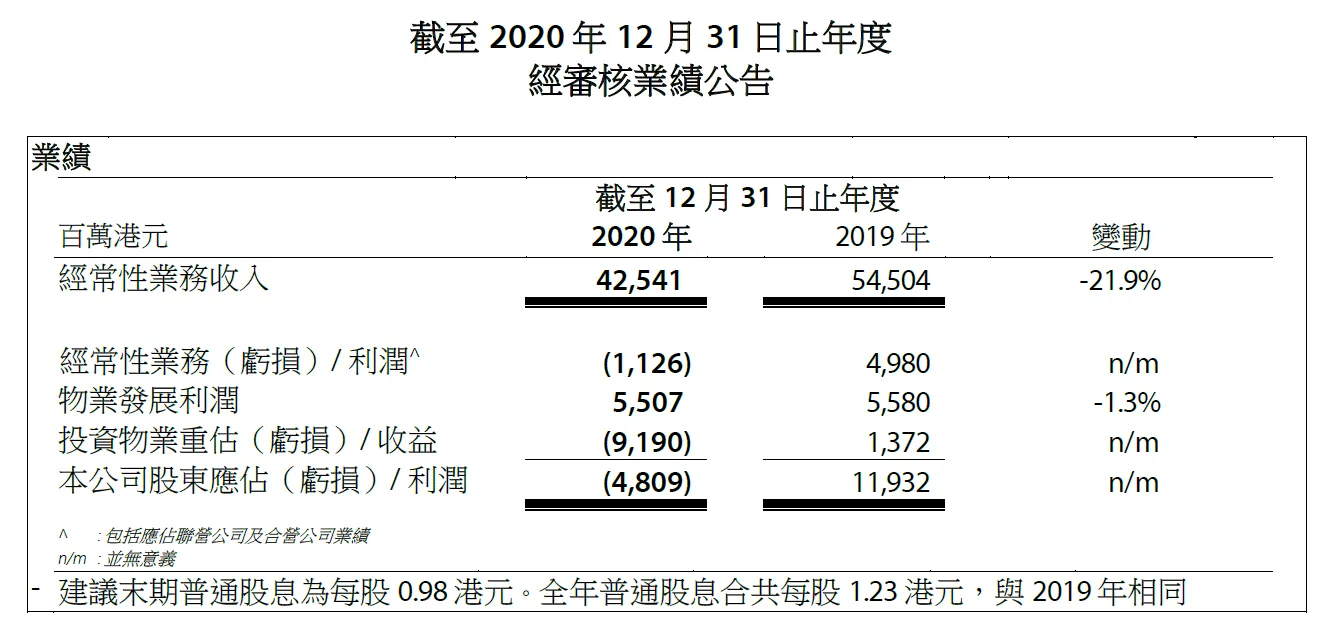 截至 2020 年 12 月 31 日止年度
經審核業績公告
業績
截至 12 月 31 日止年度
百萬港元 2020 年 2019 年 變動
經常性業務收入 42,541 54,504 -21.9%
經常性業務（虧損）/ 利潤^ (1,126) 4,980 n/m
物業發展利潤 5,507 5,580 -1.3%
投資物業重估（虧損）/ 收益 (9,190) 1,372 n/m
本公司股東應佔（虧損）/ 利潤 (4,809) 11,932 n/m
^ : 包括應佔聯營公司及合營公司業績
n/m : 並無意義
- 建議末期普通股息為每股 0.98 港元。全年普通股息合共每股 1.23 港元，與 2019 年相同